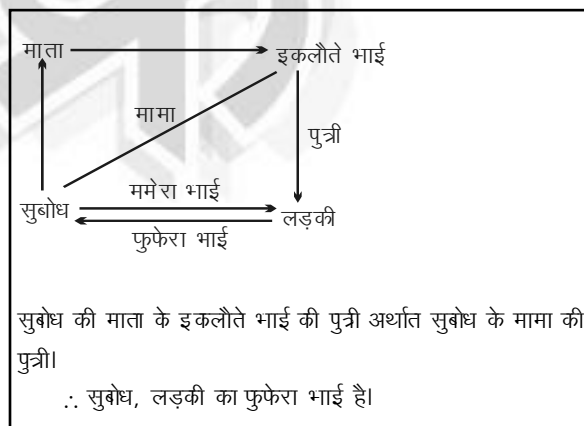 माता
इकलौते भाई
मामा
पुत्री
ममेरा भाई
सुबोध
लड़की
फुफेरा भाई
सुबोध की माता के इकलौते भाई की पुत्री अर्थात सुबोध के मामा की
पुत्री।
∴ सुबोध, लड़की का फुफेरा भाई है।